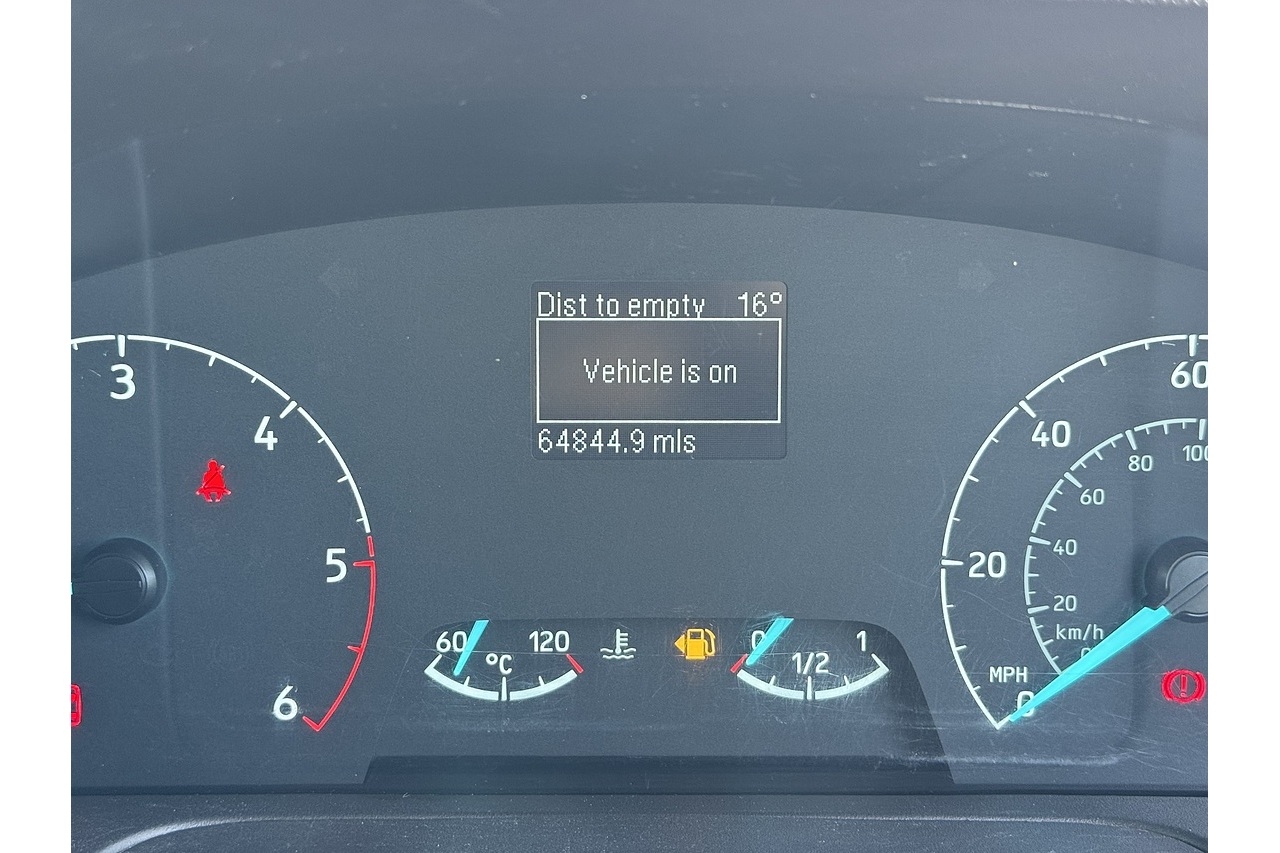 Dist to empty 16°
Vehicle is on
64844.9 mls
3
4
5
6
60 120
°C
0 1/2 1
0 20 40 60
MPH
20 40 60 80 100
km/h